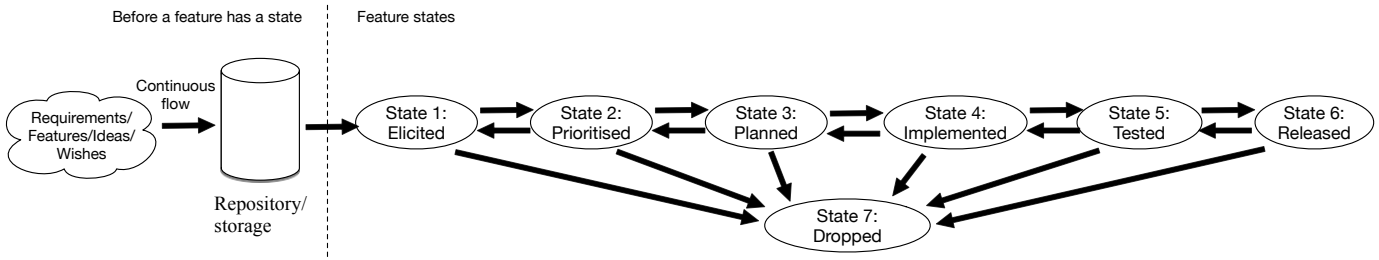 Before a feature has a state
Feature states
Continuous
flow
Requirements/
Features/Ideas/
Wishes
Repository/
storage
State 1:
Elicited
State 2:
Prioritised
State 3:
Planned
State 4:
Implemented
State 5:
Tested
State 6:
Released
State 7:
Dropped